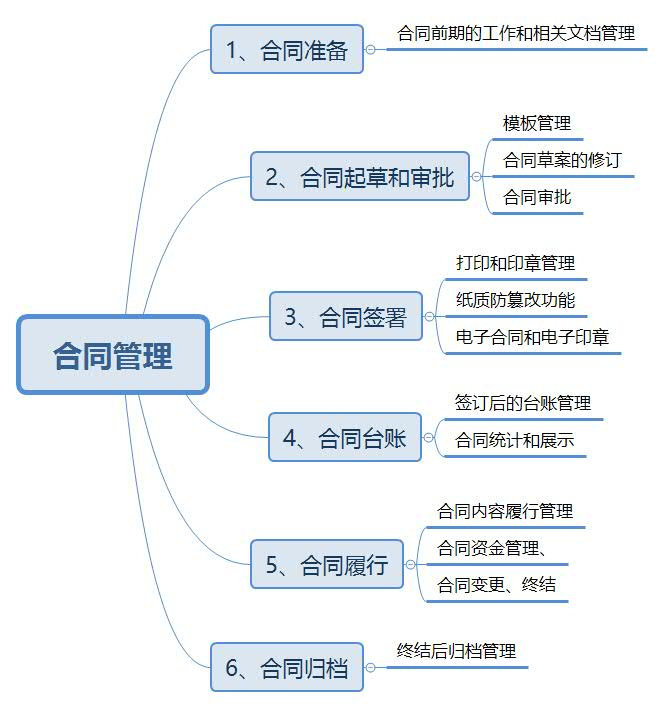 合同管理
1、合同准备
合同前期的工作和相关文档管理
2、合同起草和审批
模板管理
合同草案的修订
合同审批
3、合同签署
打印和印章管理
纸质防篡改功能
电子合同和电子印章
4、合同台账
签订后的台账管理
合同统计和展示
5、合同履行
合同内容履行管理
合同资金管理、
合同变更、终结
6、合同归档
终结后归档管理